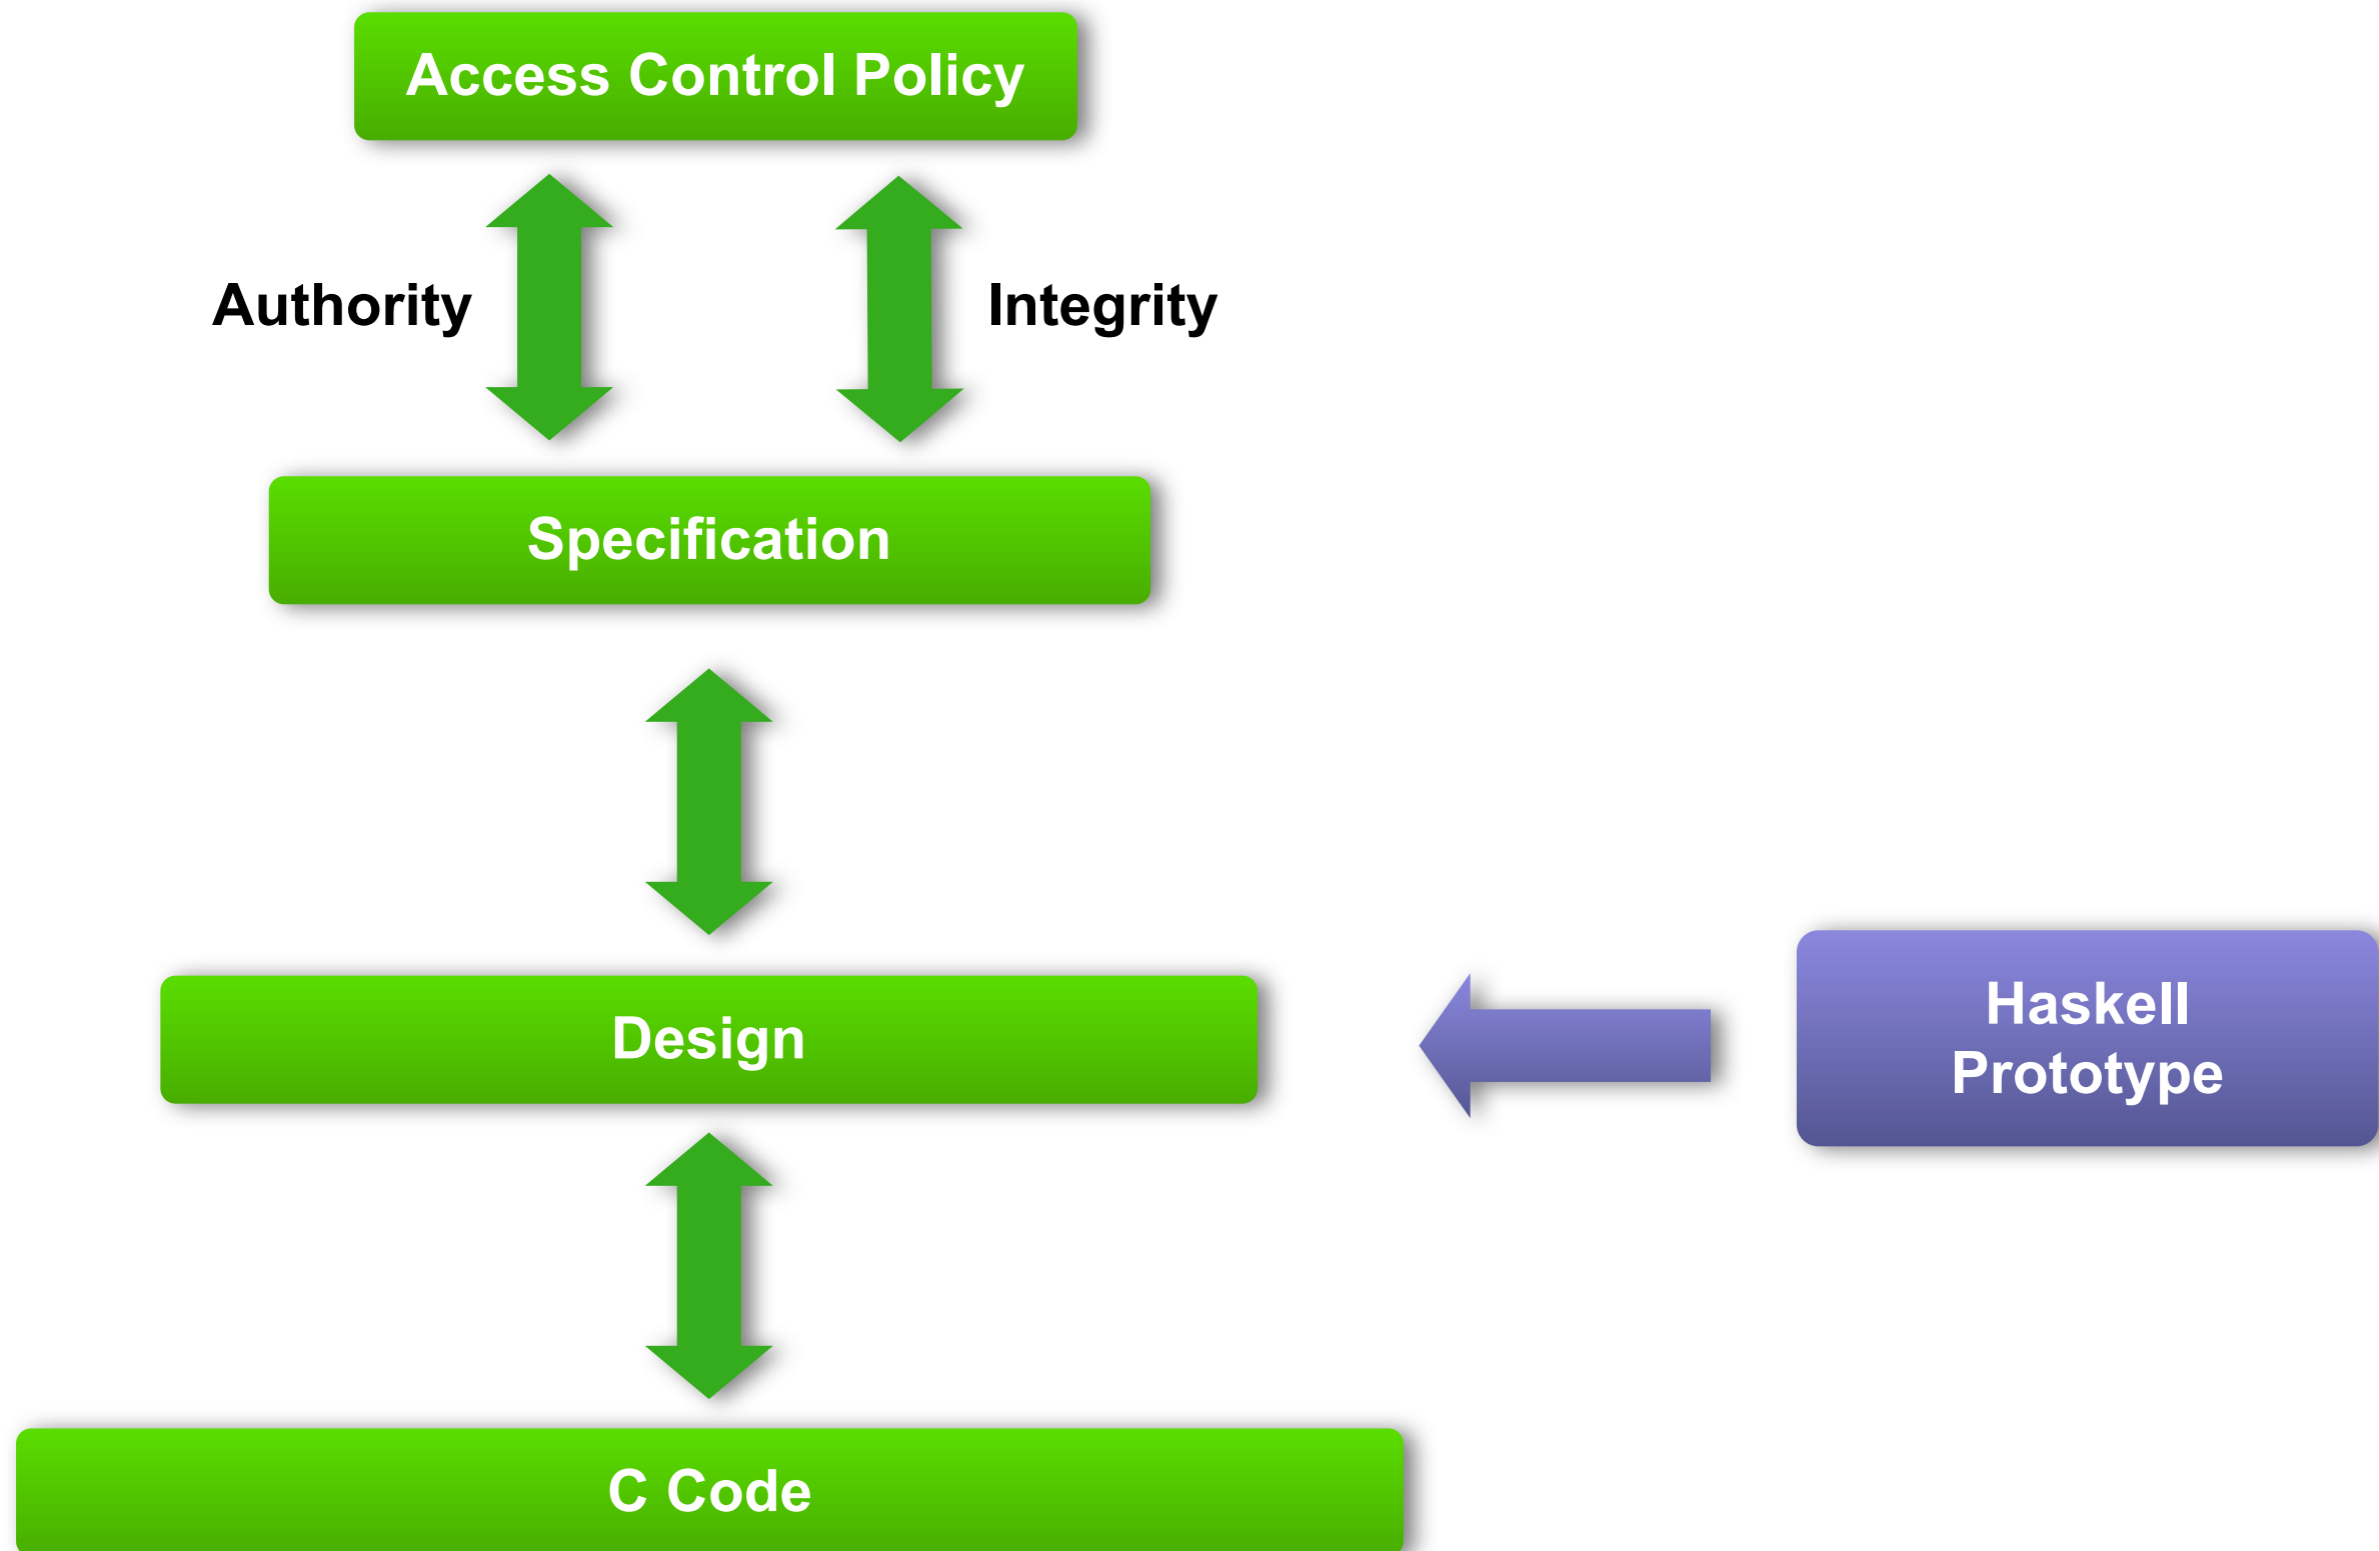 Access Control Policy
Authority
Integrity
Specification
Design
Haskell
Prototype
C Code